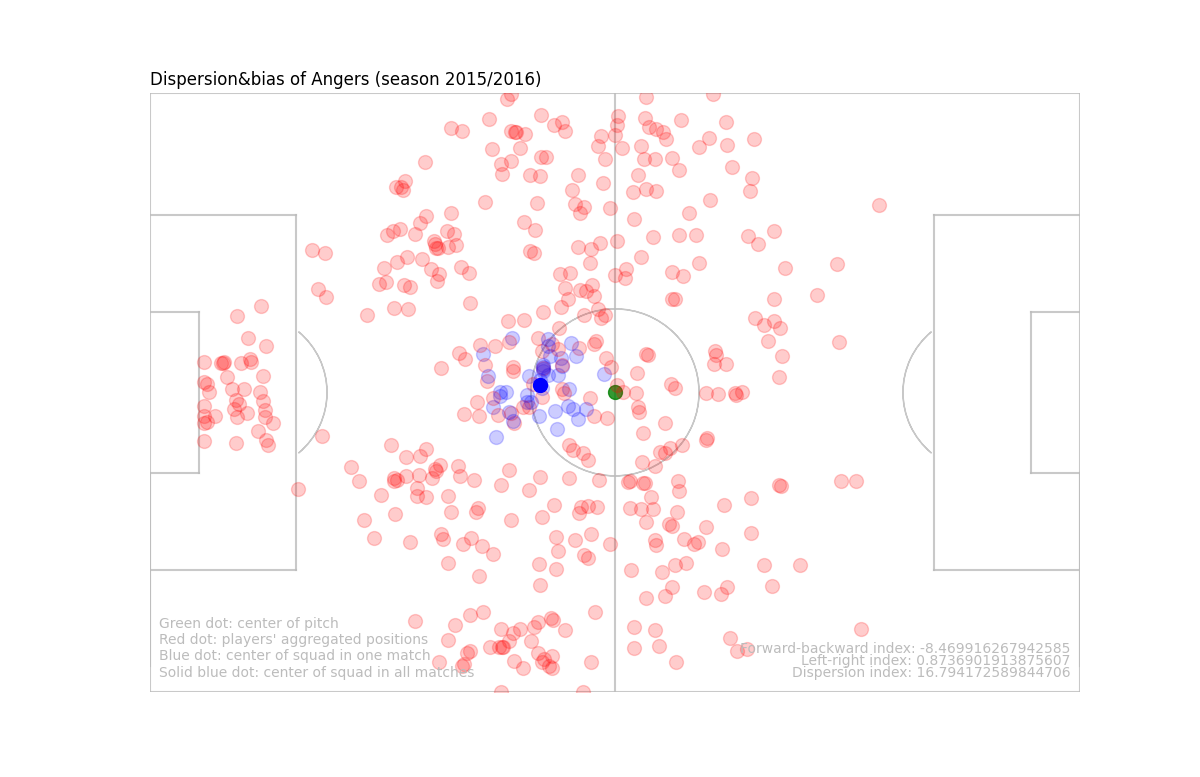 Dispersion&bias of Angers (season 2015/2016)
Green dot: center of pitch
Red dot: players' aggregated positions
Blue dot: center of squad in one match
Solid blue dot: center of squad in all matches
Forward-backward index: -8.469916267942585
Left-right index: 0.8736901913875607
Dispersion index: 16.794172589844706